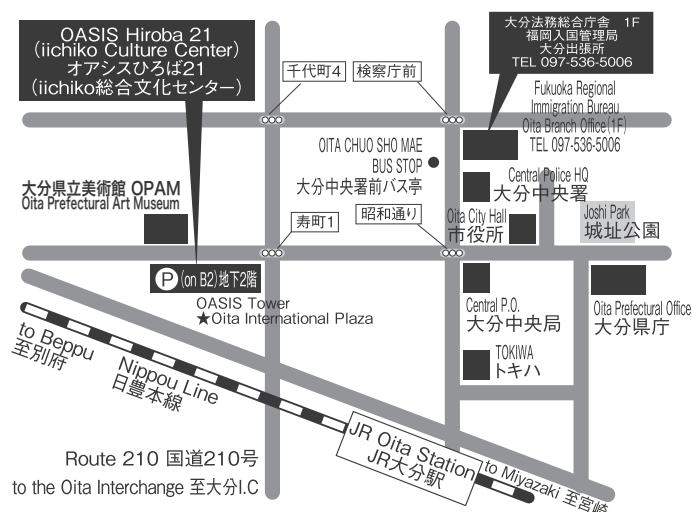 OASIS Hiroba 21
(iichiko Culture Center)
オアシスひろば21
(iichiko総合文化センター)
千代町4
検察庁前
大分法務総合庁舎 1F
福岡入国管理局
大分出張所
TEL 097-536-5006
Fukuoka Regional
Immigration Bureau
Oita Branch Office(1F)
TEL 097-536-5006
OITA CHUO SHO MAE
BUS STOP
大分中央署前バス亭
Central Police HQ
大分中央署
大分県立美術館 OPAM
Oita Prefectural Art Museum
寿町1
昭和通り
Oita City Hall
市役所
Joshi Park
城址公園
P (on B2)地下2階
OASIS Tower
★Oita International Plaza
Central P.O.
大分中央局
Oita Prefectural Office
大分県庁
to Beppu
至別府
Nippou Line
日豊本線
TOKIWA
トキハ
JR Oita Station
JR大分駅
to Miyazaki 至宮崎
Route 210 国道210号
to the Oita Interchange 至大分I.C